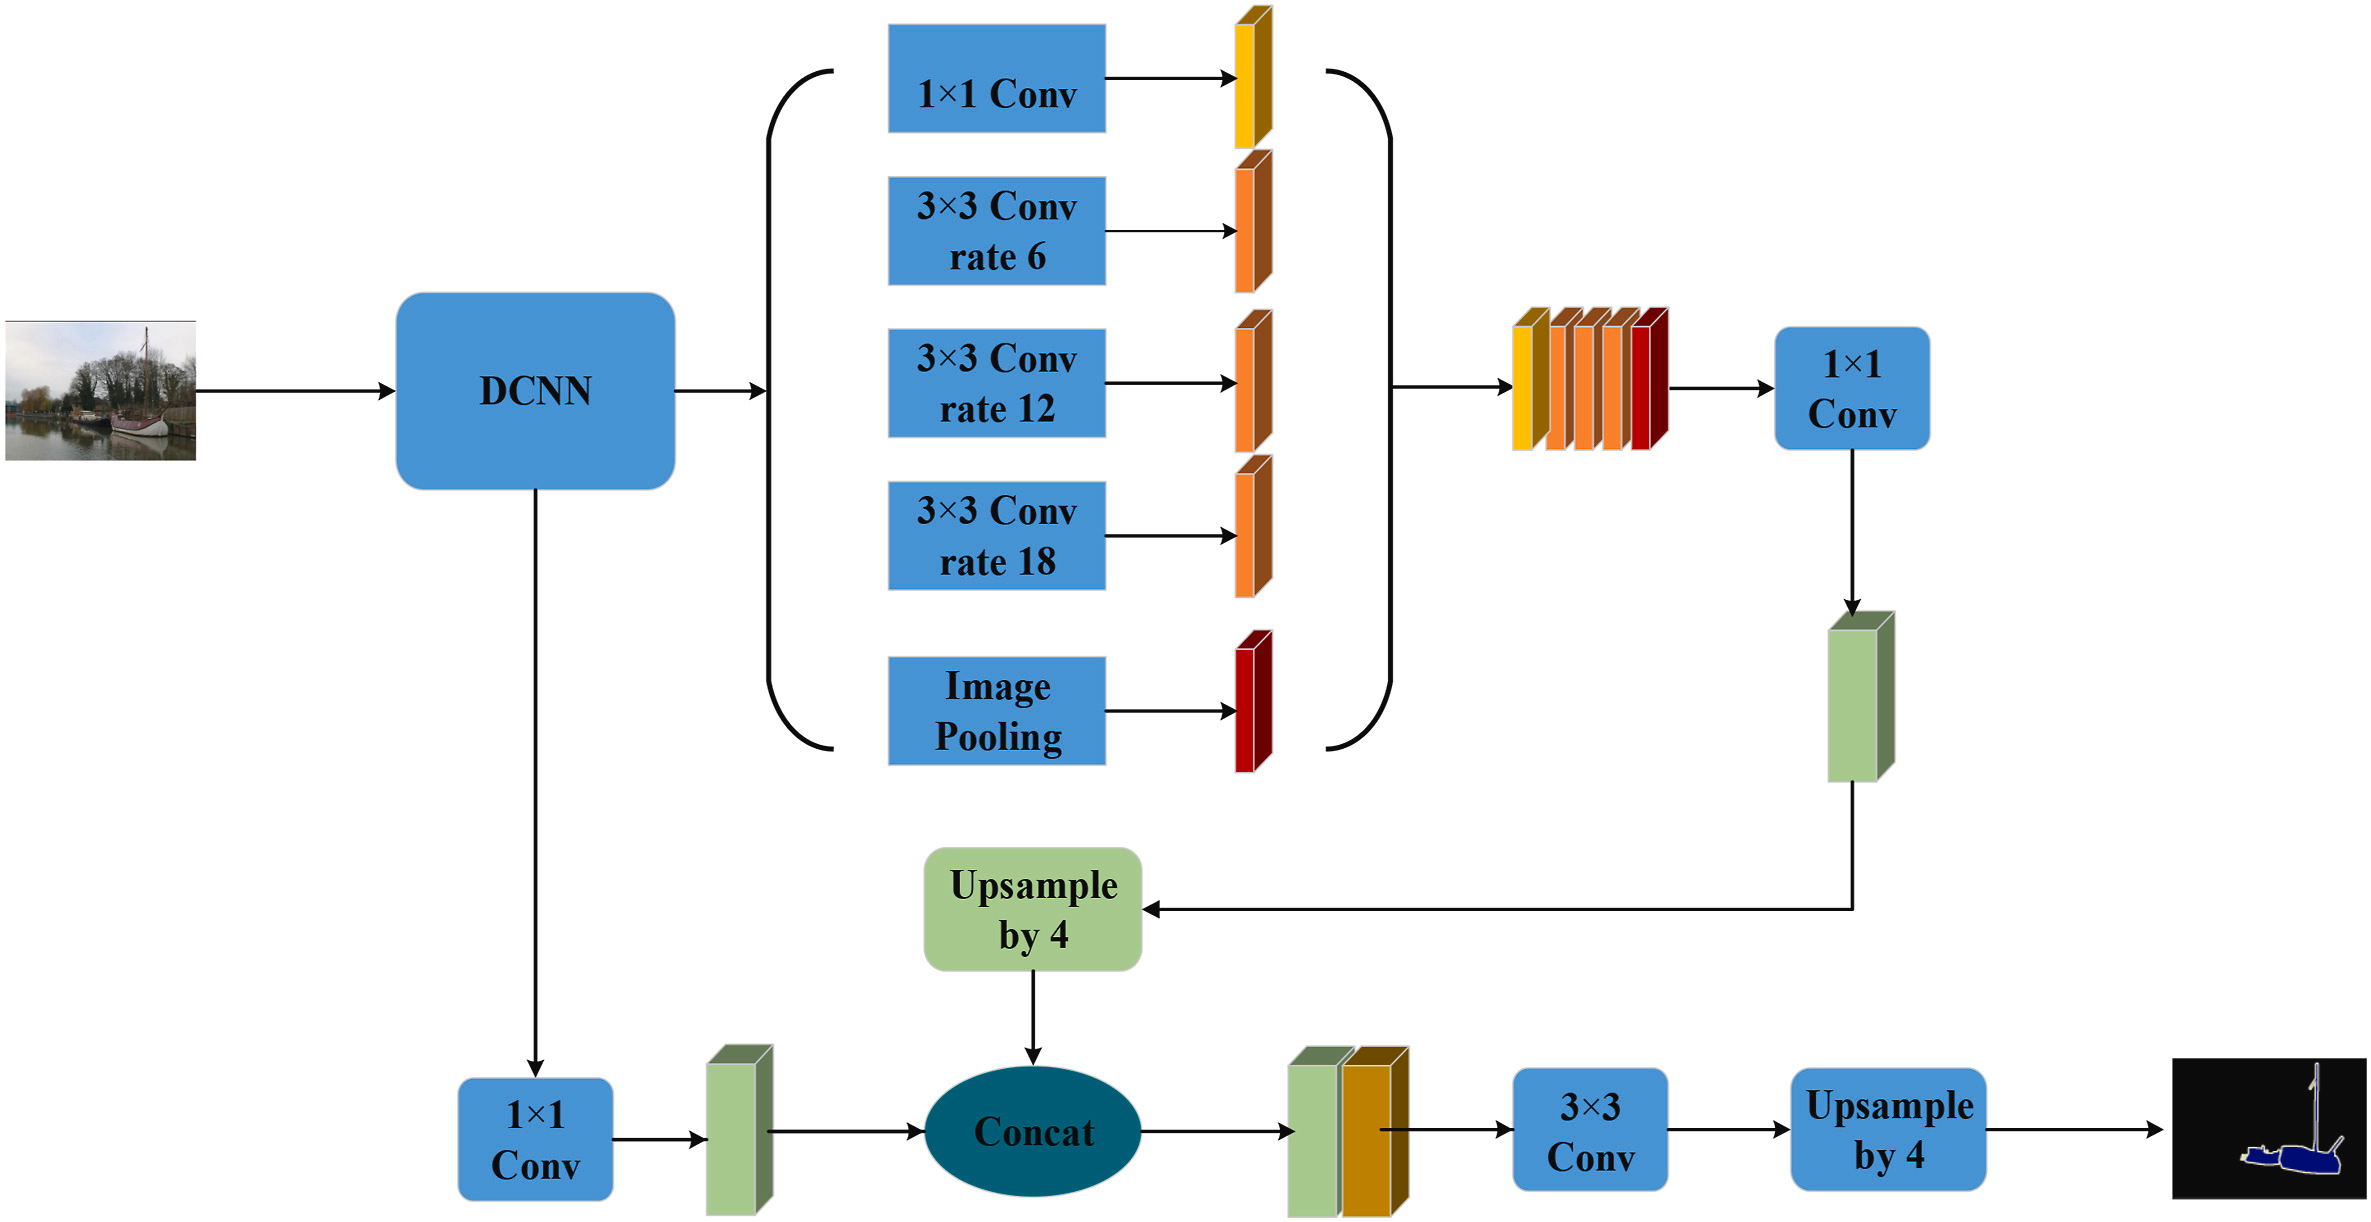 1×1 Conv
3×3 Conv
rate 6
3×3 Conv
rate 12
3×3 Conv
rate 18
Image
Pooling
DCNN
1×1
Conv
Upsample
by 4
1×1
Conv
Concat
3×3
Conv
Upsample
by 4